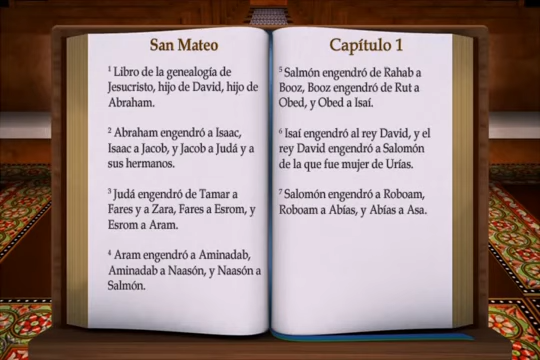 San Mateo
¹ Libro de la genealogía de
Jesucristo, hijo de David, hijo de
Abraham.
² Abraham engendró a Isaac,
Isaac a Jacob, y Jacob a Judá y a
sus hermanos.
³ Judá engendró de Tamar a
Fares y a Zara, Fares a Esrom, y
Esrom a Aram.
⁴ Aram engendró a Aminadab,
Aminadab a Naasón, y Naasón a
Salmón.
Capítulo 1
⁵ Salmón engendró de Rahab a
Booz, Booz engendró de Rut a
Obed, y Obed a Isaí.
⁶ Isaí engendró al rey David, y el
rey David engendró a Salomón
de la que fue mujer de Urías.
⁷ Salomón engendró a Roboam,
Roboam a Abías, y Abías a Asa.